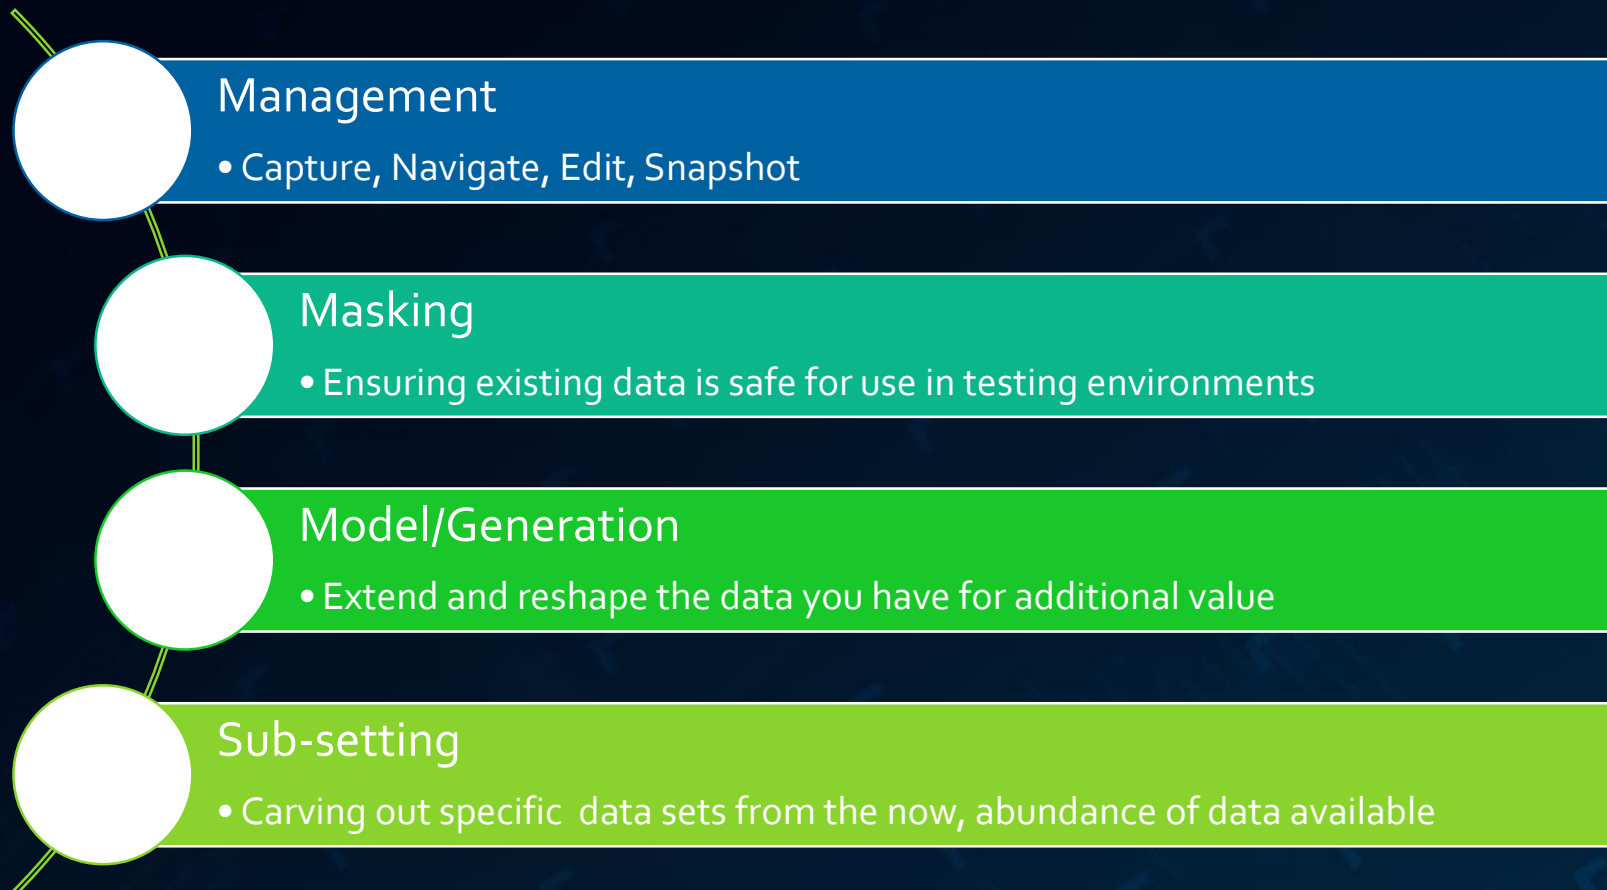 Management
• Capture, Navigate, Edit, Snapshot
Masking
• Ensuring existing data is safe for use in testing environments
Model/Generation
• Extend and reshape the data you have for additional value
Sub-setting
• Carving out specific  data sets from the now, abundance of data available